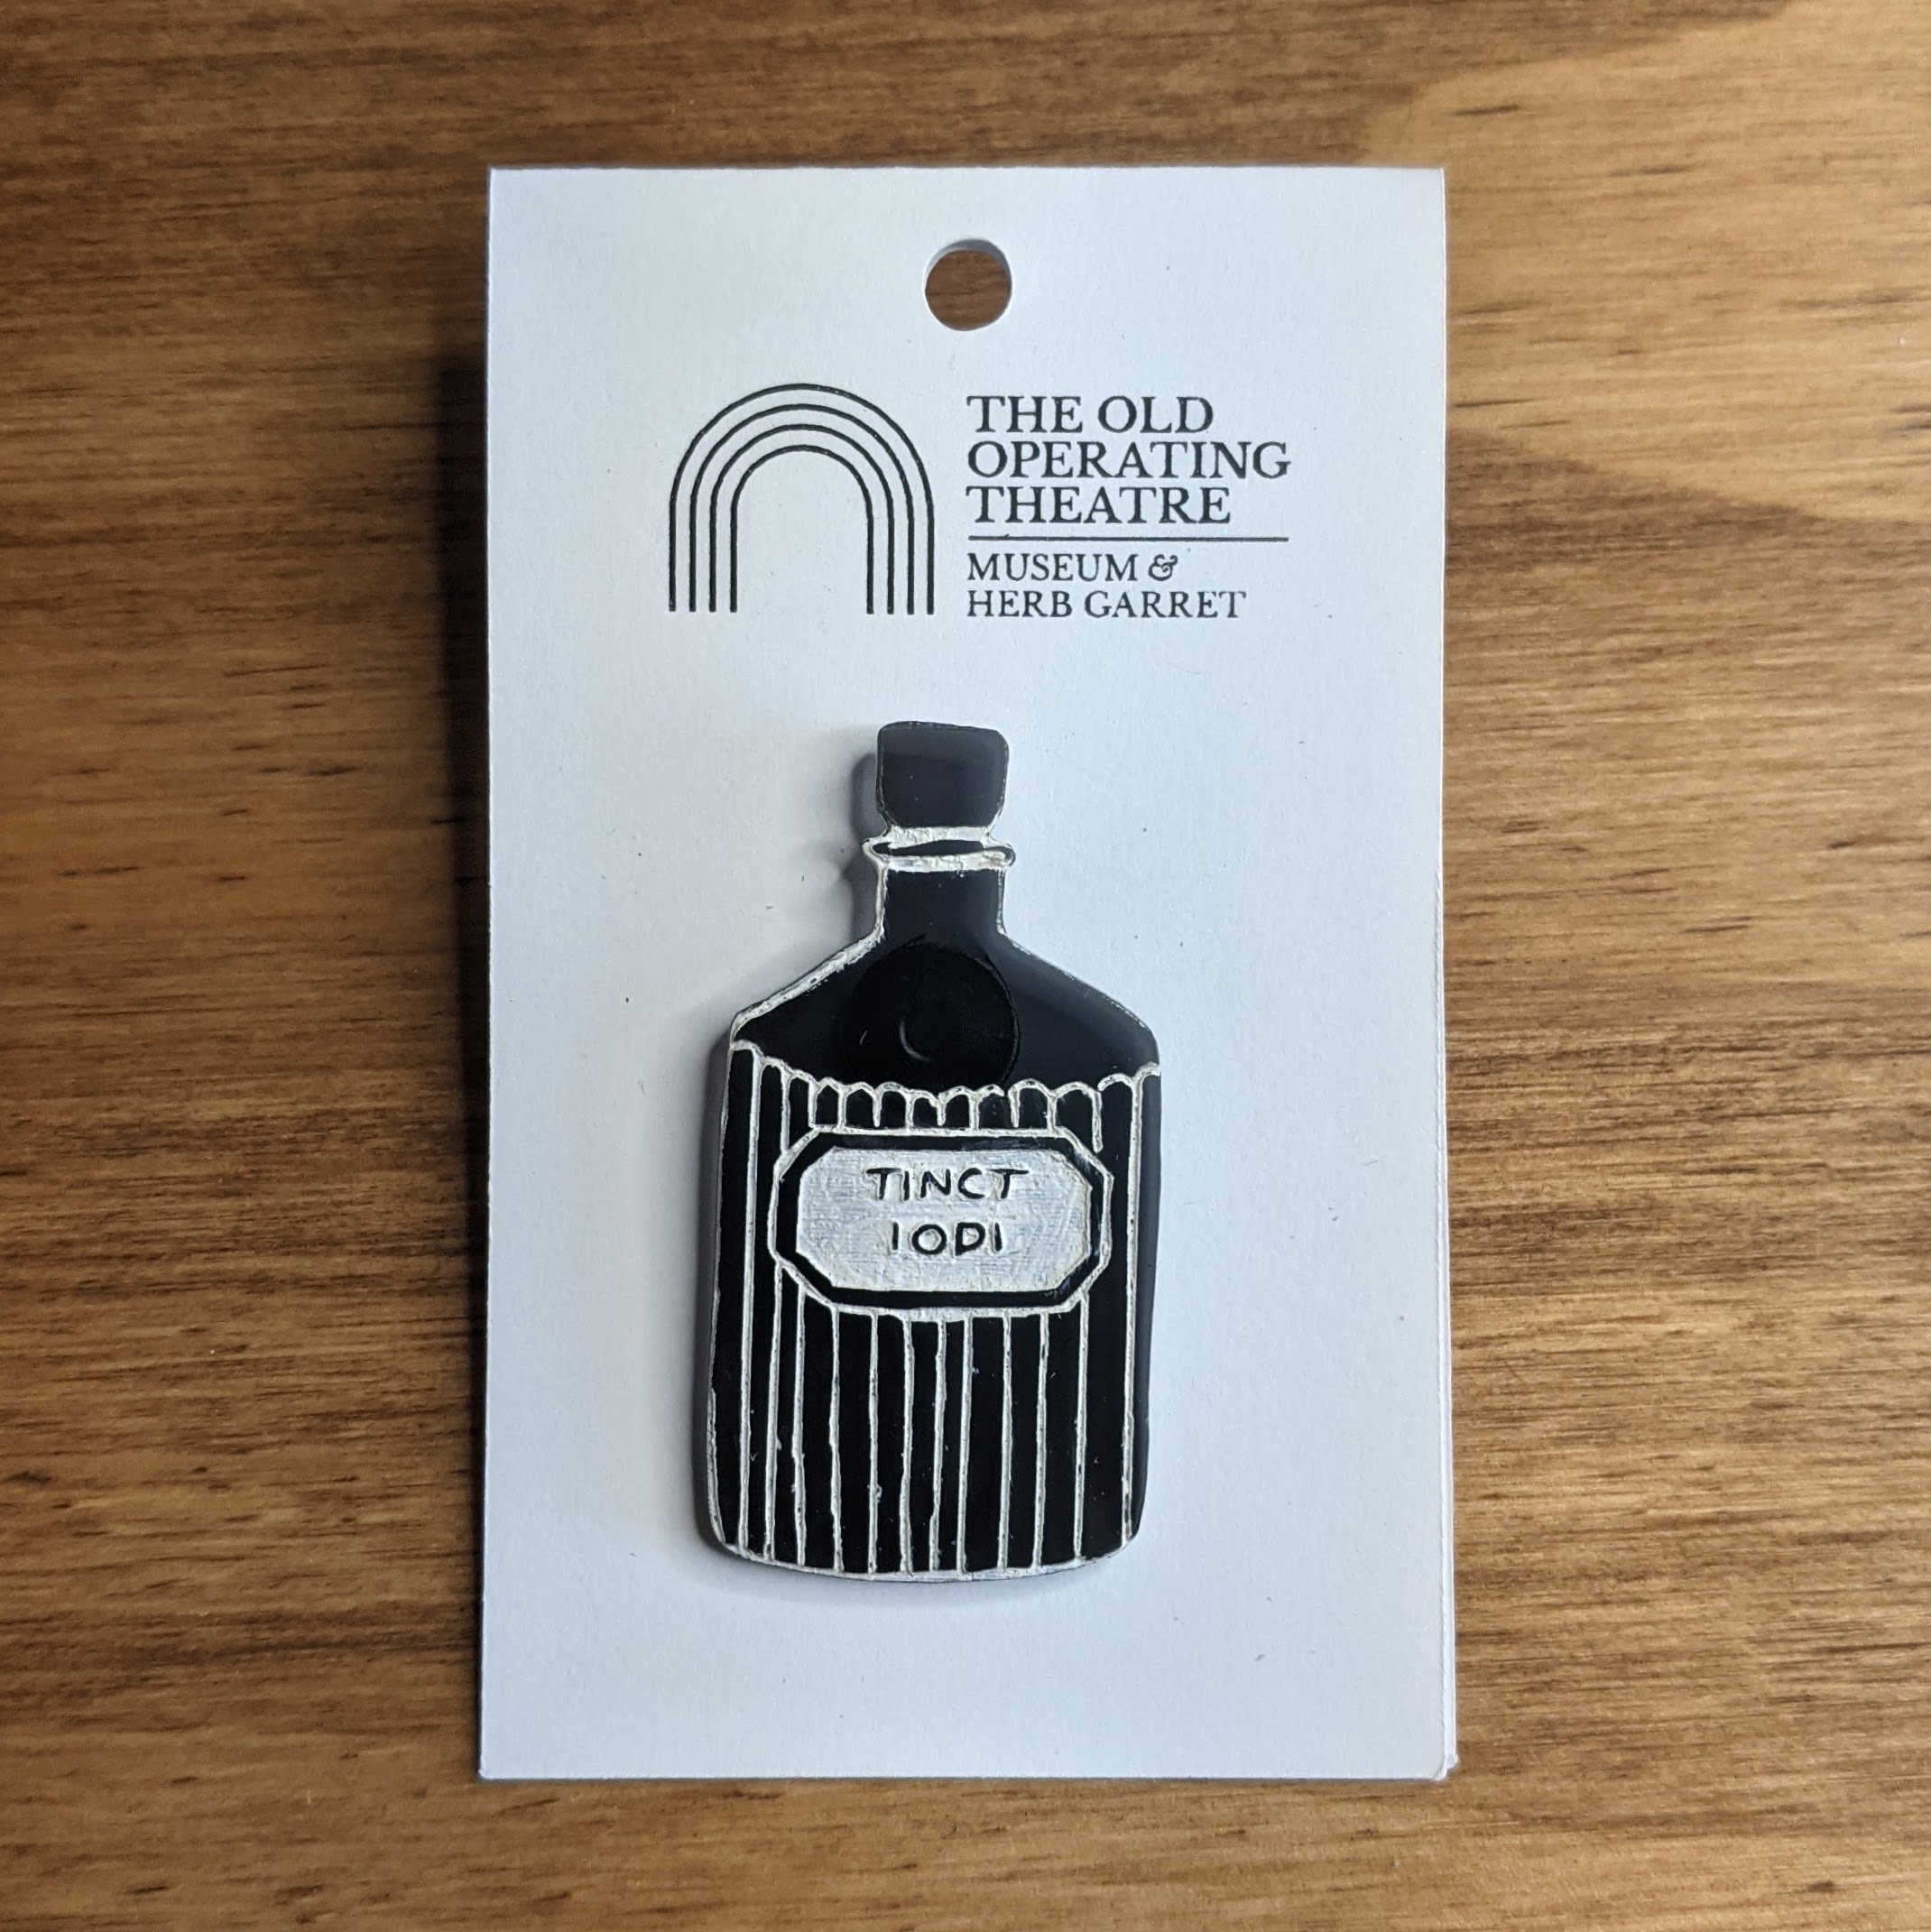 THE OLD
OPERATING
THEATRE
MUSEUM &
HERB GARRET
TINCT
IODI